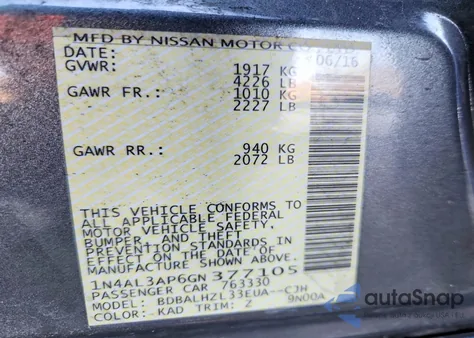 MFD BY NISSAN MOTOR CO
DATE: 06/16
GVWR: 1917 KG
4226 LB
GAWR FR.: 1010 KG
2227 LB
GAWR RR.: 940 KG
2072 LB
THIS VEHICLE CONFORMS TO
ALL APPLICABLE FEDERAL
MOTOR VEHICLE SAFETY,
BUMPER, AND THEFT
PREVENTION STANDARDS IN
EFFECT ON THE DATE OF
MANUFACTURE SHOWN ABOVE.
1N4AL3AP6GN377105
PASSENGER CAR 763330
MODEL: BDBALHZL33EUA--CJH
COLOR: KAD TRIM: Z 9N00A
autoSnap